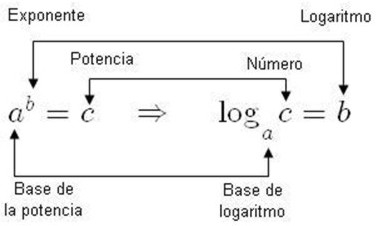 Exponente Logaritmo
Potencia Número
a^b = c ⇒ log_a c = b
Base de Base de
la potencia logaritmo